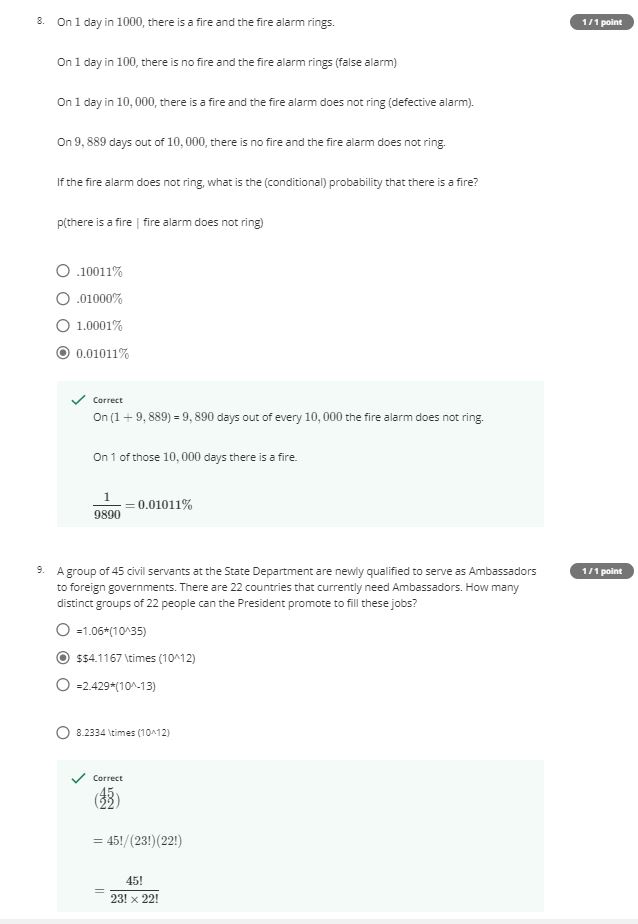 8. On 1 day in 1000, there is a fire and the fire alarm rings.
1 / 1 point
On 1 day in 100, there is no fire and the fire alarm rings (false alarm)
On 1 day in 10, 000, there is a fire and the fire alarm does not ring (defective alarm).
On 9, 889 days out of 10, 000, there is no fire and the fire alarm does not ring.
If the fire alarm does not ring, what is the (conditional) probability that there is a fire?
p(there is a fire | fire alarm does not ring)
.10011%
.01000%
1.0001%
0.01011%
Correct
On (1 + 9, 889) = 9, 890 days out of every 10, 000 the fire alarm does not ring.
On 1 of those 10, 000 days there is a fire.
1
9890
= 0.01011%
9. A group of 45 civil servants at the State Department are newly qualified to serve as Ambassadors
1 / 1 point
to foreign governments. There are 22 countries that currently need Ambassadors. How many
distinct groups of 22 people can the President promote to fill these jobs?
=1.06*(10^35)
$$4.1167 \times (10^12)
=2.429*(10^-13)
8.2334 \times (10^12)
Correct
(45
22)
= 45!/(23!)(22!)
45!
=
23! × 22!